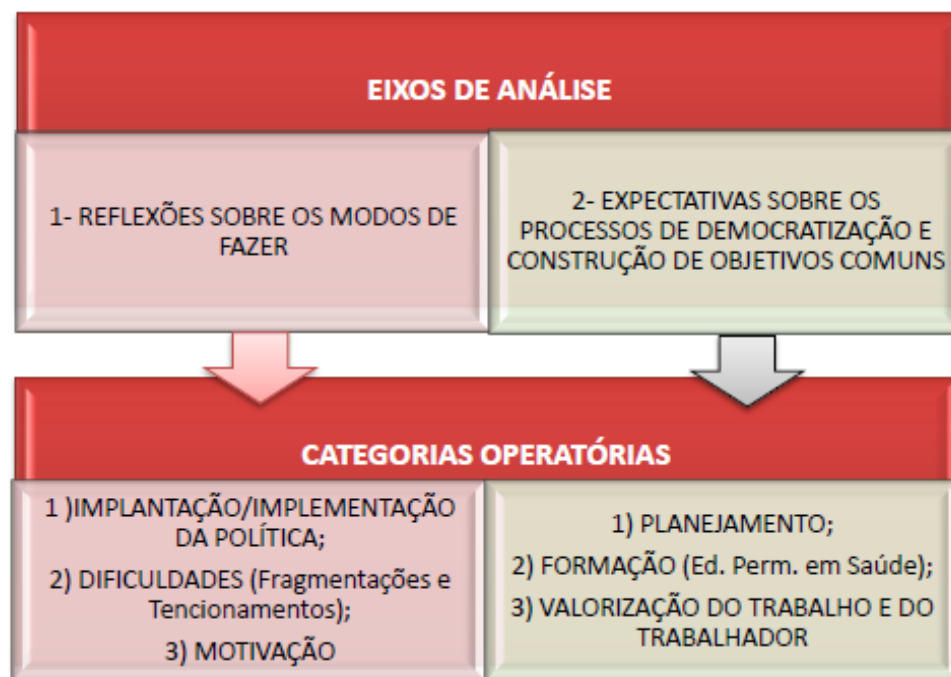 EIXOS DE ANÁLISE
1- REFLEXÕES SOBRE OS MODOS DE
FAZER
2- EXPECTATIVAS SOBRE OS
PROCESSOS DE DEMOCRATIZAÇÃO E
CONSTRUÇÃO DE OBJETIVOS COMUNS
CATEGORIAS OPERATÓRIAS
1 )IMPLANTAÇÃO/IMPLEMENTAÇÃO
DA POLÍTICA;
2) DIFICULDADES (Fragmentações e
Tencionamentos);
3) MOTIVAÇÃO
1) PLANEJAMENTO;
2) FORMAÇÃO (Ed. Perm. em Saúde);
3) VALORIZAÇÃO DO TRABALHO E DO
TRABALHADOR